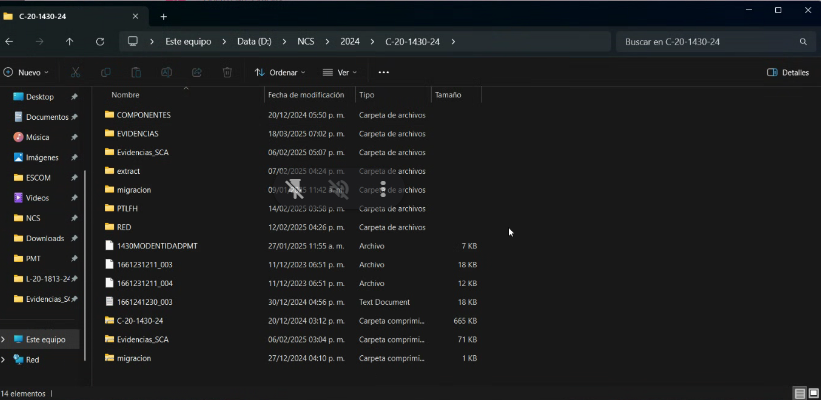 C-20-1430-24
Este equipo > Data (D:) > NCS > 2024 > C-20-1430-24 >
Buscar en C-20-1430-24
Nuevo
Ordenar
Ver
Detalles
Nombre Fecha de modificación Tipo Tamaño
Desktop
Documentos
Música
Imágenes
ESCOM
Videos
NCS
Downloads
PMT
L-20-1813-24
Evidencias_S
Este equipo
Red
COMPONENTES 20/12/2024 05:50 p. m. Carpeta de archivos
EVIDENCIAS 18/03/2025 07:02 p. m. Carpeta de archivos
Evidencias_SCA 06/02/2025 05:07 p. m. Carpeta de archivos
extract 07/02/2025 04:24 p. m. Carpeta de archivos
migracion 09/01/2025 11:42 a. m. Carpeta de archivos
PTLFH 14/02/2025 03:58 p. m. Carpeta de archivos
RED 12/02/2025 04:26 p. m. Carpeta de archivos
1430MODENTIDADPMT 27/01/2025 11:55 a. m. Archivo 7 KB
1661231211_003 11/12/2023 06:51 p. m. Archivo 18 KB
1661231211_004 11/12/2023 06:51 p. m. Archivo 12 KB
1661241230_003 30/12/2024 04:56 p. m. Text Document 18 KB
C-20-1430-24 20/12/2024 03:12 p. m. Carpeta comprimi... 665 KB
Evidencias_SCA 06/02/2025 03:04 p. m. Carpeta comprimi... 71 KB
migracion 27/12/2024 04:10 p. m. Carpeta comprimi... 1 KB
14 elementos